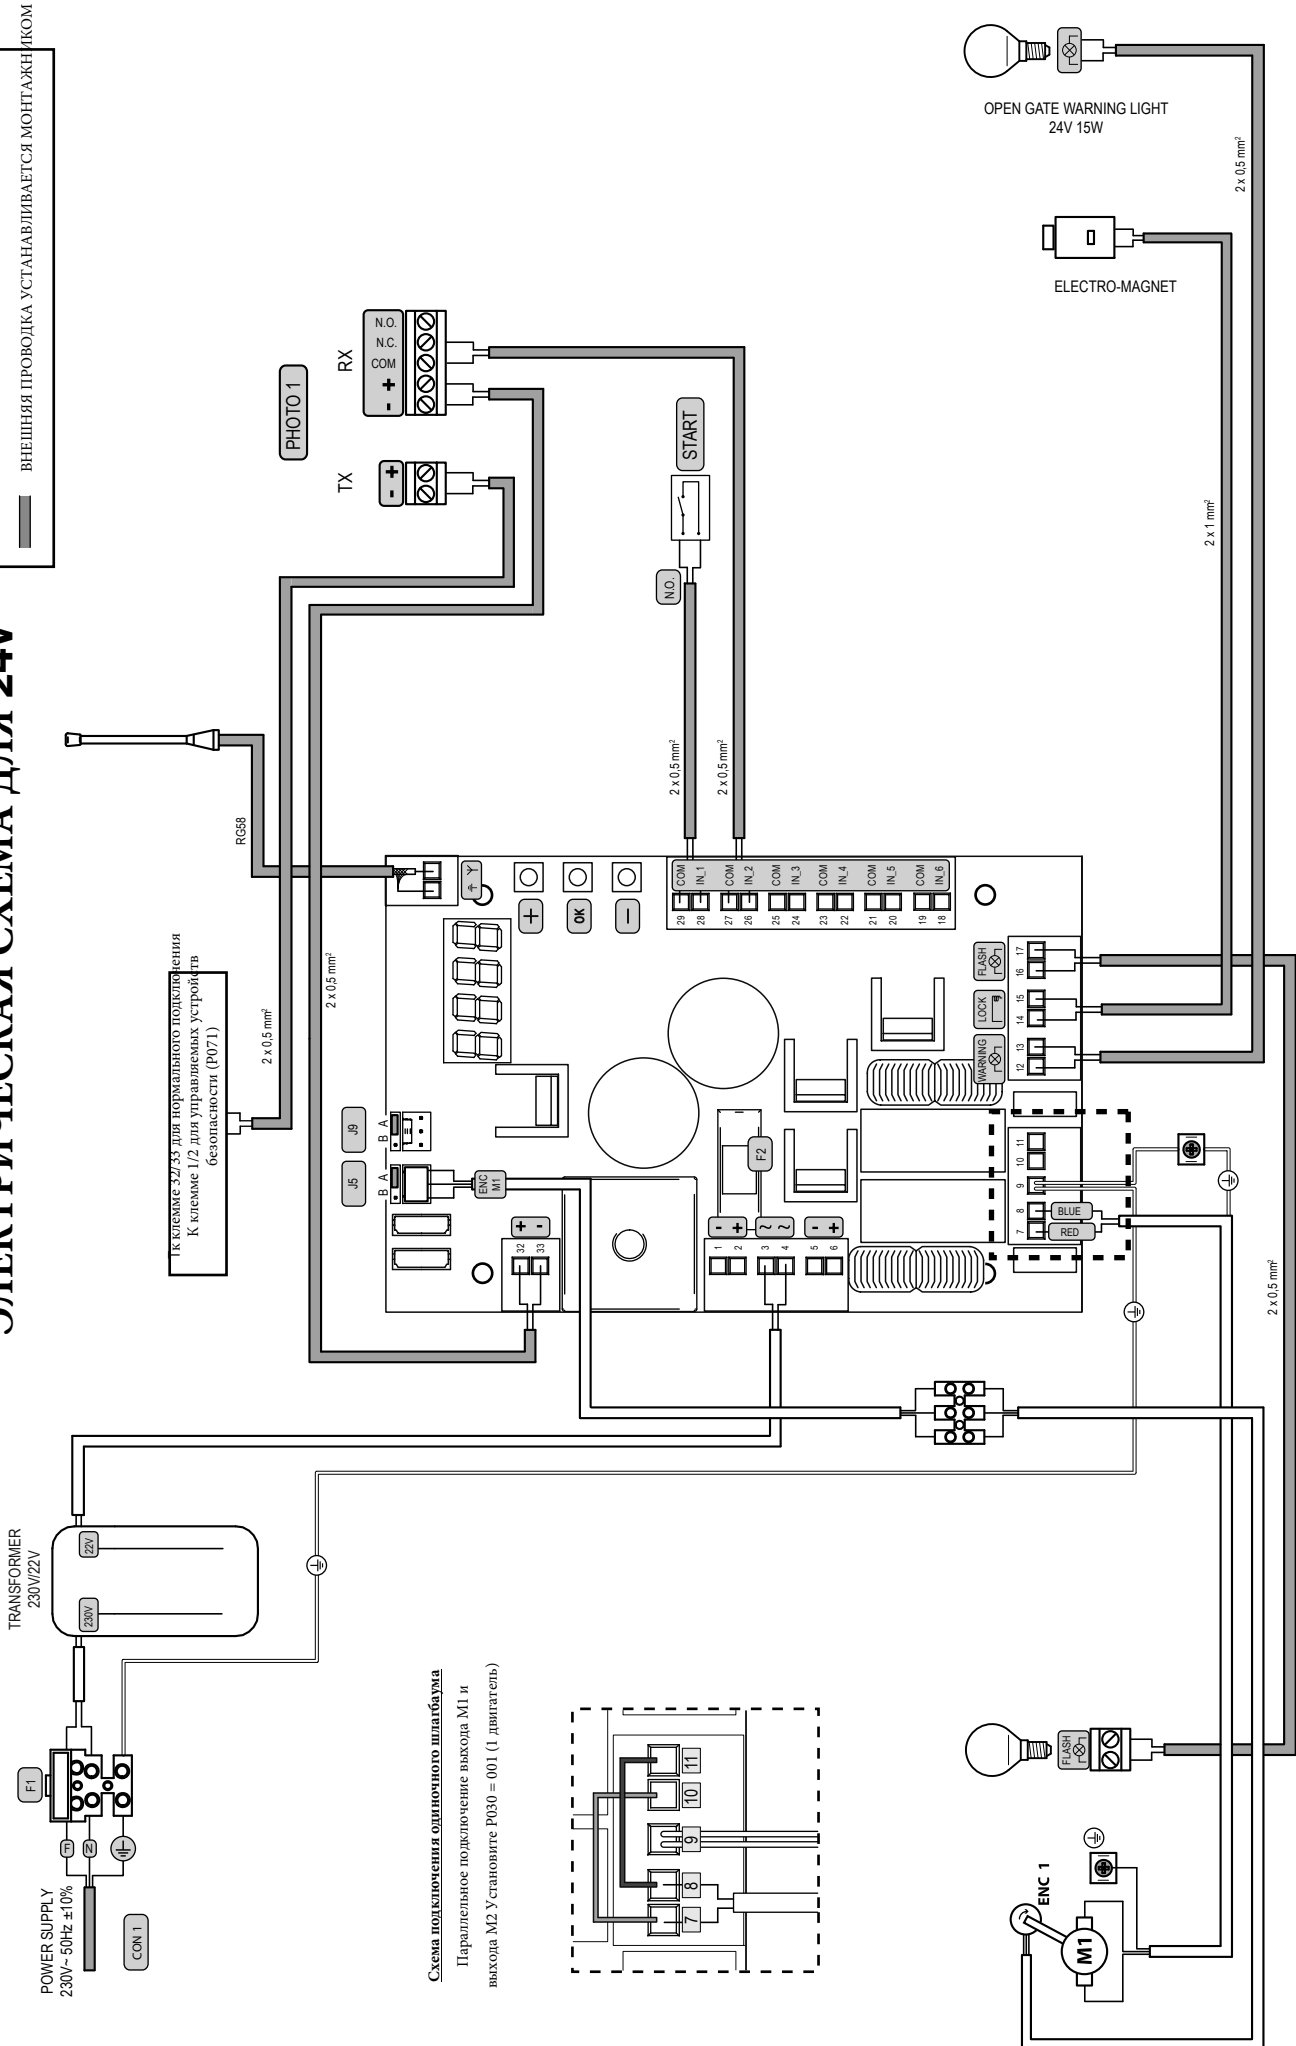 ЭЛЕКТРИЧЕСКАЯ СХЕМА ДЛЯ 24V
ВНЕШНЯЯ ПРОВОДКА УСТАНАВЛИВАЕТСЯ МОНТАЖНИКОМ
POWER SUPPLY
230V~ 50Hz ±10%
CON 1
F
N
F1
TRANSFORMER
230V/22V
230V
22V
к клемме 32/33 для нормального подключения
К клемме 1/2 для управляемых устройств
безопасности (P071)
2 x 0,5 mm²
2 x 0,5 mm²
RG58
PHOTO 1
TX
- +
RX
- + COM N.C. N.O.
START
N.O.
2 x 0,5 mm²
2 x 0,5 mm²
J5
B A
J9
B A
ENC
M1
+ -
32 33
+
OK
-
COM IN_1 COM IN_2 COM IN_3 COM IN_4 COM IN_5 COM IN_6
29 28 27 26 25 24 23 22 21 20 19 18
F2
- + ~ ~ - +
1 2 3 4 5 6
RED
BLUE
7 8 9 10 11
WARNING
LOCK
FLASH
12 13 14 15 16 17
OPEN GATE WARNING LIGHT
24V 15W
2 x 0,5 mm²
ELECTRO-MAGNET
2 x 1 mm²
2 x 0,5 mm²
Схема подключения одиночного шлагбаума
Параллельное подключение выхода M1 и
выхода M2 Установите P030 = 001 (1 двигатель)
7 8 9 10 11
FLASH
ENC 1
M1